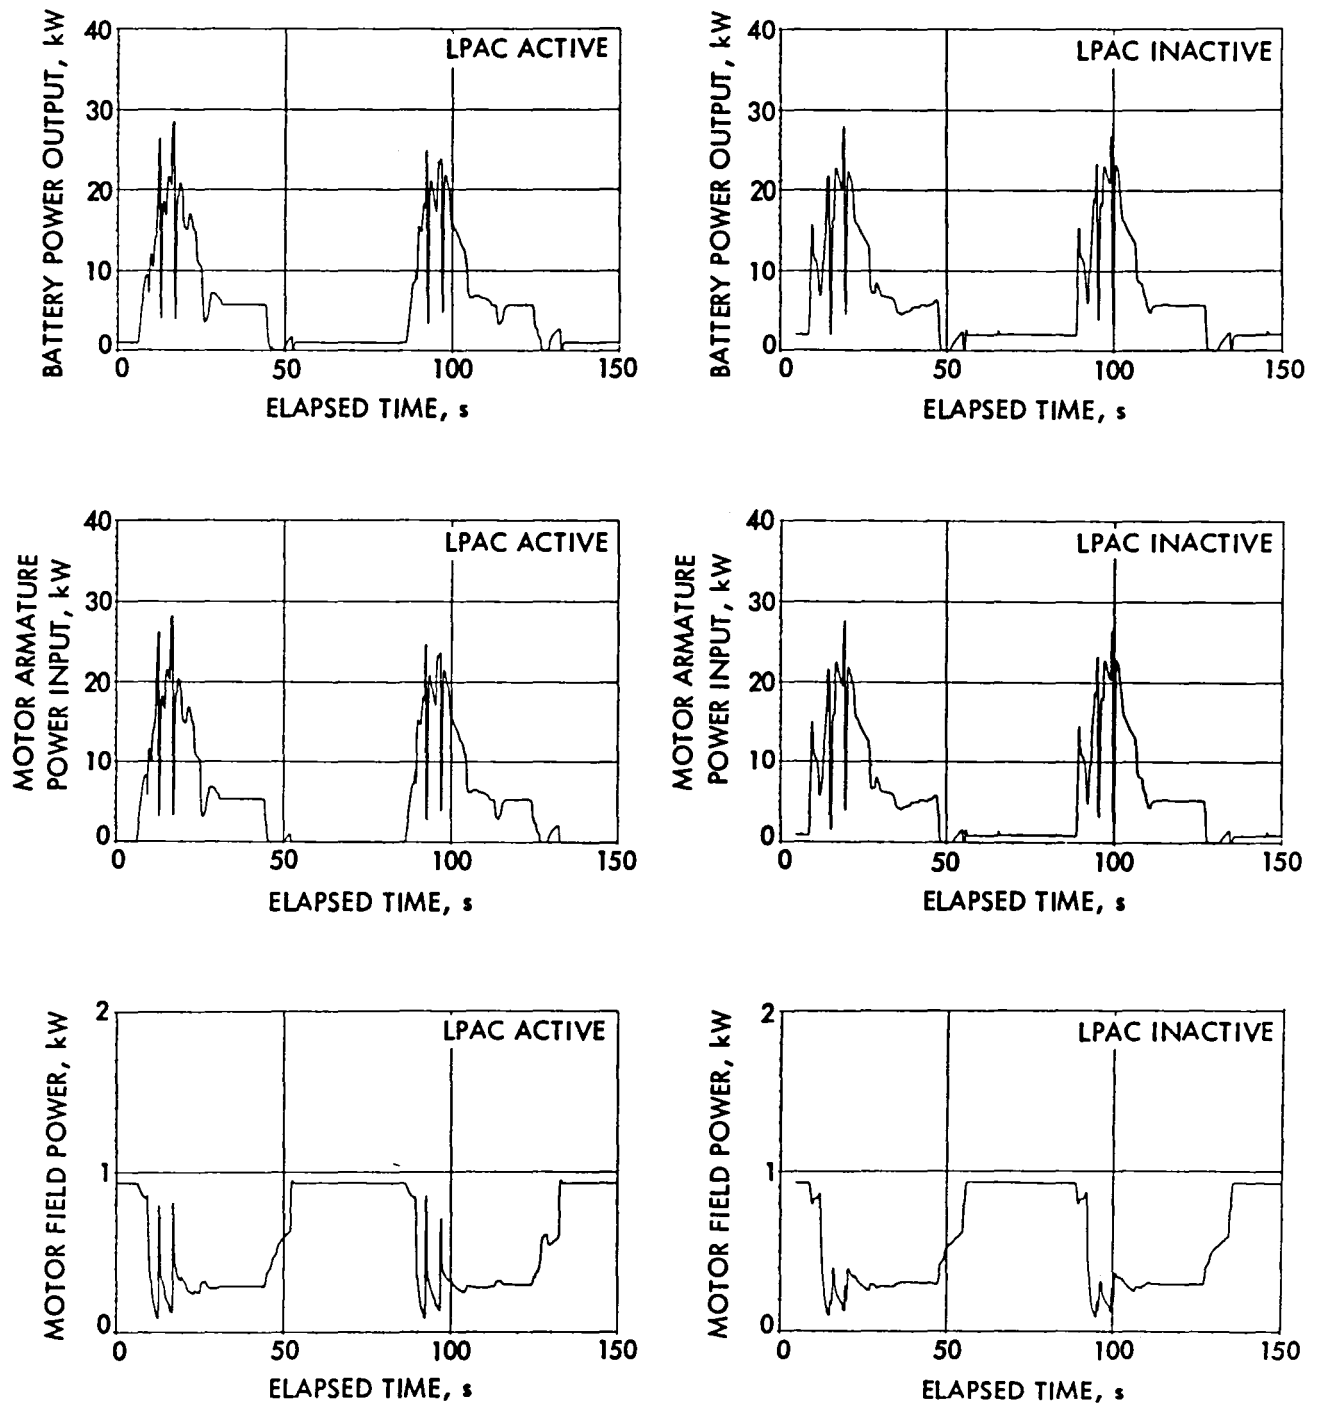 BATTERY POWER OUTPUT, kW
40
30
20
10
0
LPAC ACTIVE
0 50 100 150
ELAPSED TIME, s
BATTERY POWER OUTPUT, kW
40
30
20
10
0
LPAC INACTIVE
0 50 100 150
ELAPSED TIME, s
MOTOR ARMATURE
POWER INPUT, kW
40
30
20
10
0
LPAC ACTIVE
0 50 100 150
ELAPSED TIME, s
MOTOR ARMATURE
POWER INPUT, kW
40
30
20
10
0
LPAC INACTIVE
0 50 100 150
ELAPSED TIME, s
MOTOR FIELD POWER, kW
2
1
0
LPAC ACTIVE
0 50 100 150
ELAPSED TIME, s
MOTOR FIELD POWER, kW
2
1
0
LPAC INACTIVE
0 50 100 150
ELAPSED TIME, s